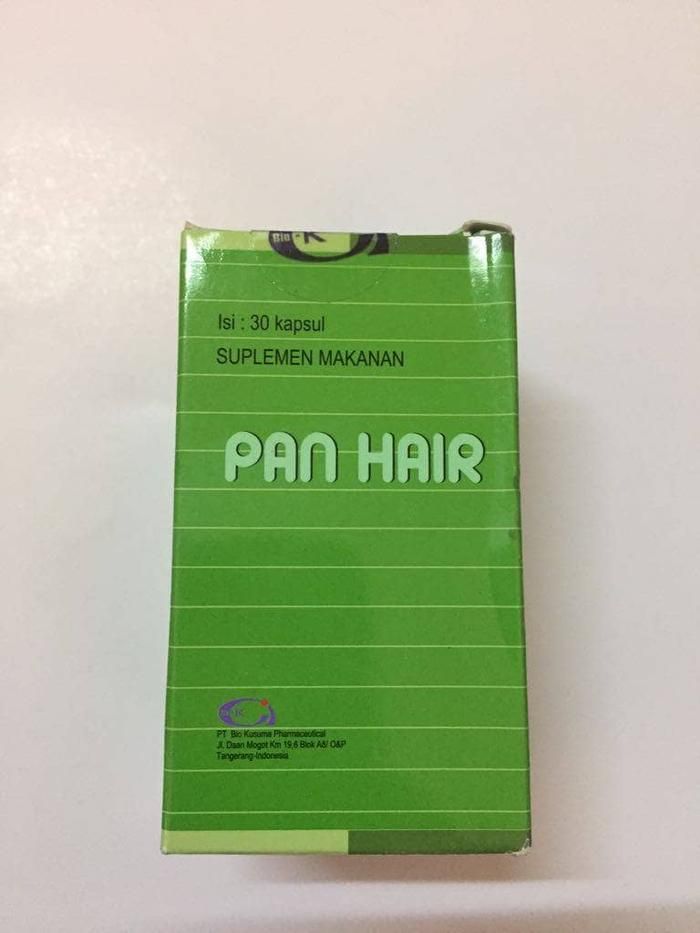 Bio - K
Isi : 30 kapsul
SUPLEMEN MAKANAN
PAN HAIR
PT Bio Kusuma Pharmaceutical
Jl. Daan Mogot Km 19,6 Blok A8/ O&P
Tangerang-Indonesia